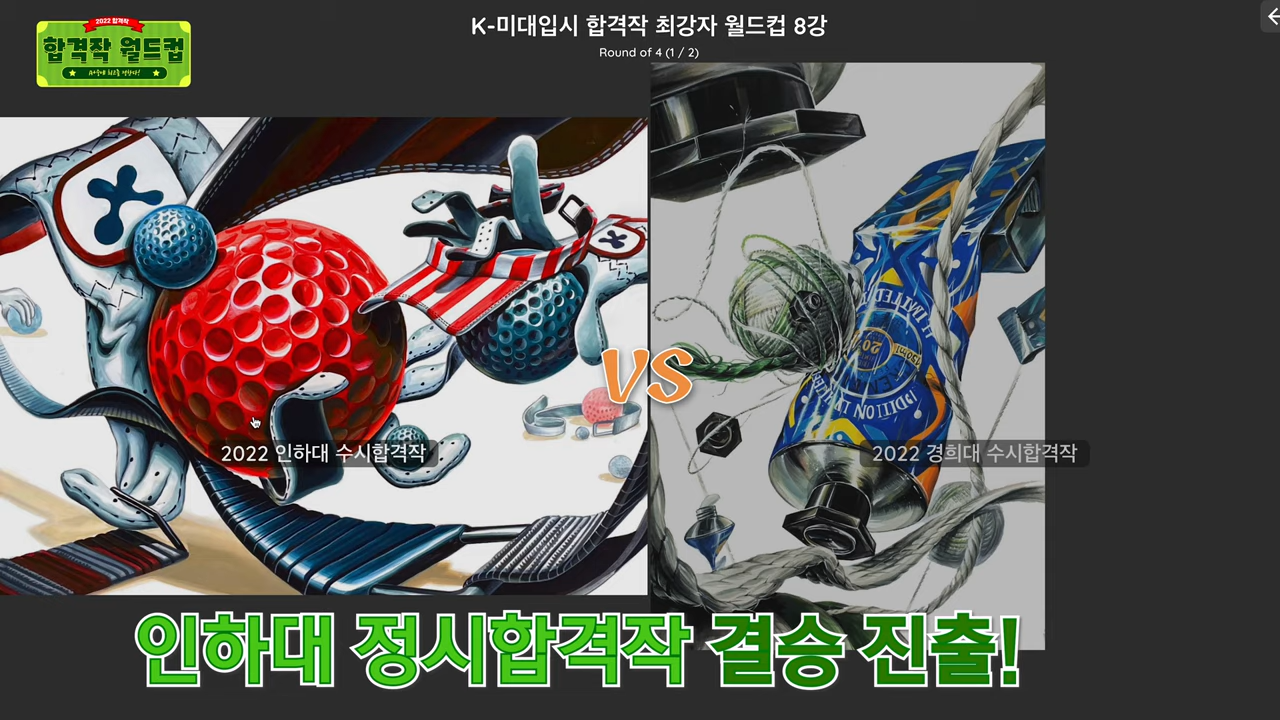 2022 합격작
합격작 월드컵
K-미대입시 합격작 최강자 월드컵 8강
Round of 4 (1 / 2)
VS
2022 인하대 수시합격작
2022 경희대 수시합격작
인하대 정시합격작 결승 진출!